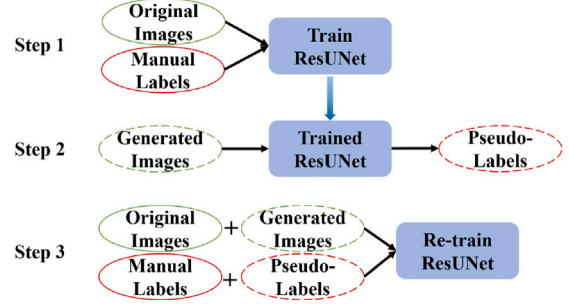 Step 1
Original
Images
Manual
Labels
Train
ResUNet
Step 2
Generated
Images
Trained
ResUNet
Pseudo-
Labels
Step 3
Original
Images
+
Generated
Images
Manual
Labels
+
Pseudo-
Labels
Re-train
ResUNet